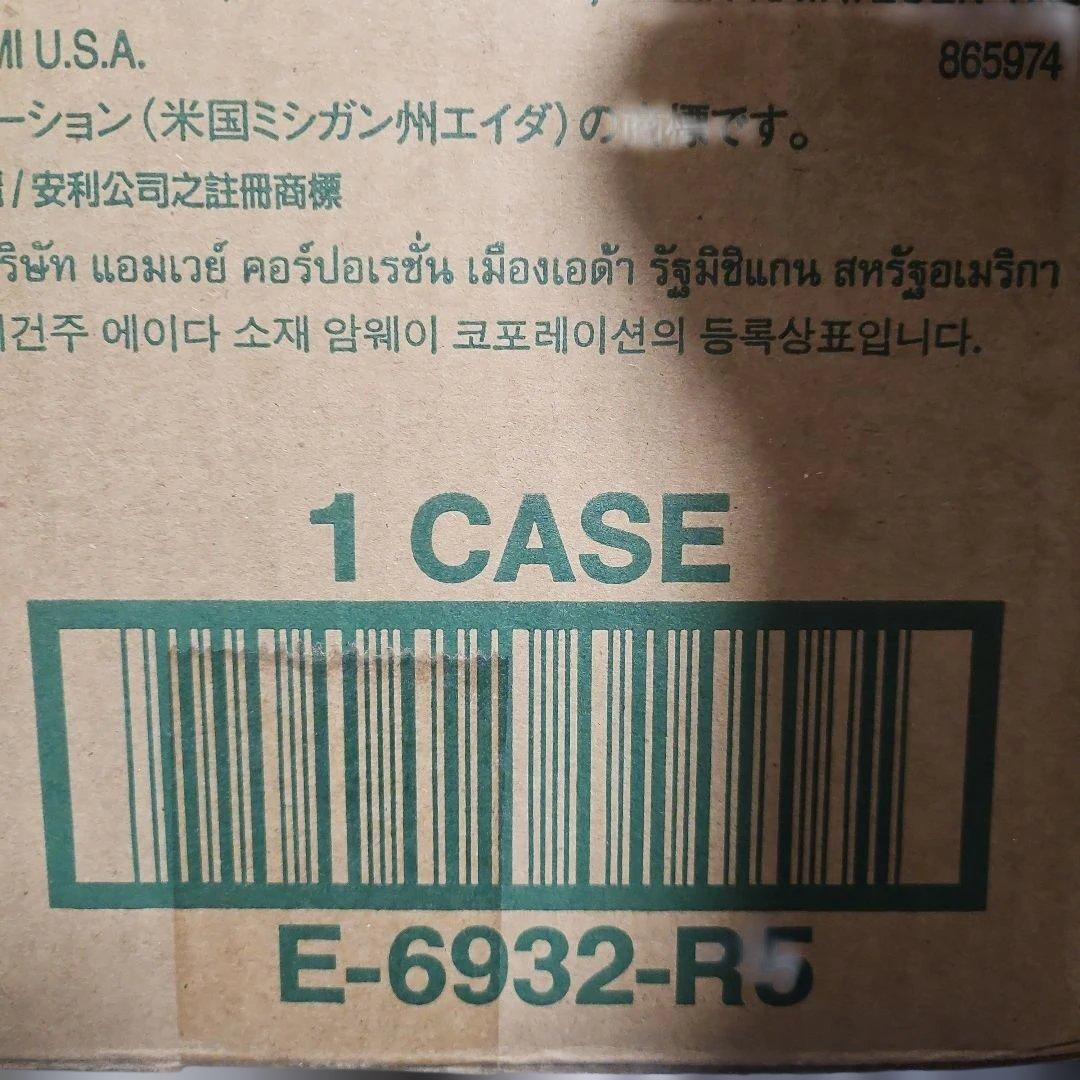 MI U.S.A.
865974
ーション(米国ミシガン州エイダ)の商標です。
/ 安利公司之註冊商標
ริษัท แอมเวย์ คอร์ปอเรชั่น เมืองเอด้า รัฐมิชิแกน สหรัฐอเมริกา
건주 에이다 소재 암웨이 코포레이션의 등록상표입니다.
1 CASE
E-6932-R5